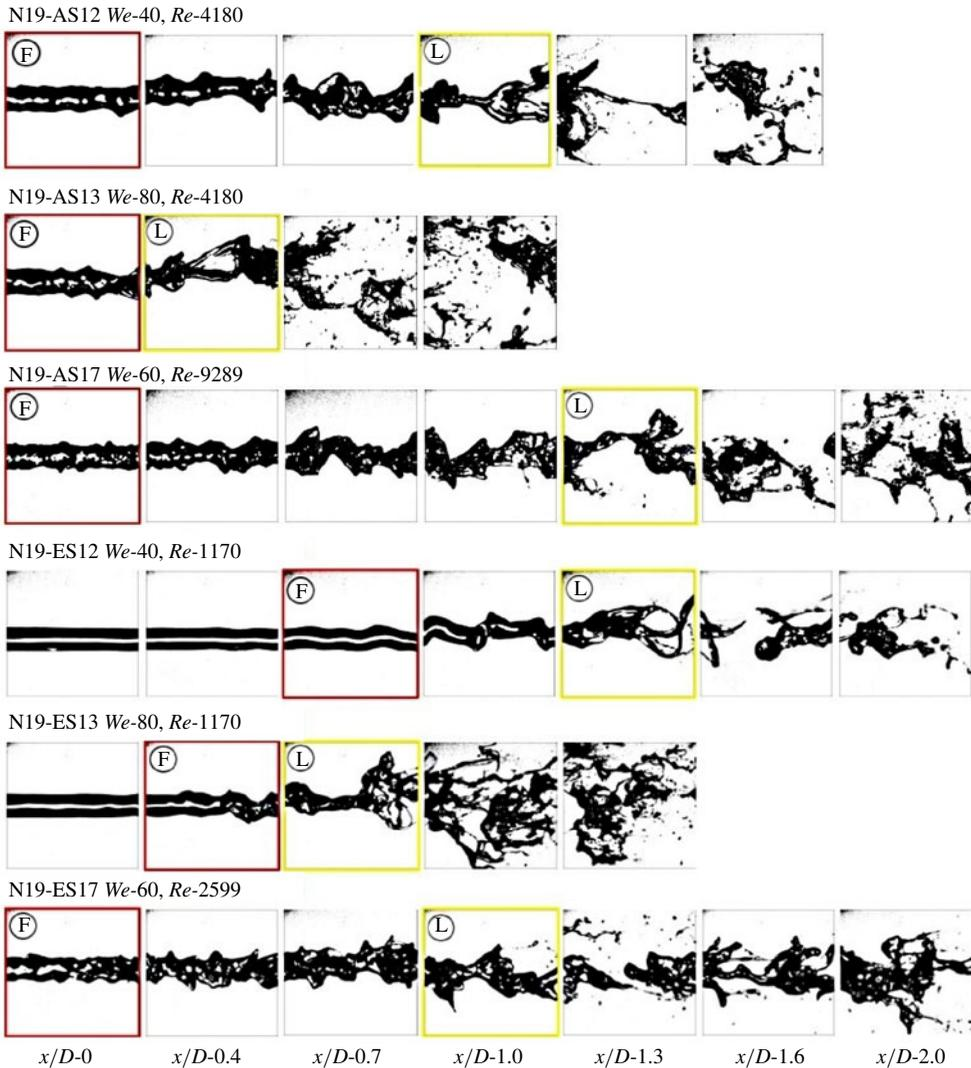 N19-AS12 We-40, Re-4180
F
L
N19-AS13 We-80, Re-4180
F
L
N19-AS17 We-60, Re-9289
F
L
N19-ES12 We-40, Re-1170
F
L
N19-ES13 We-80, Re-1170
F
L
N19-ES17 We-60, Re-2599
F
L
x/D-0 x/D-0.4 x/D-0.7 x/D-1.0 x/D-1.3 x/D-1.6 x/D-2.0